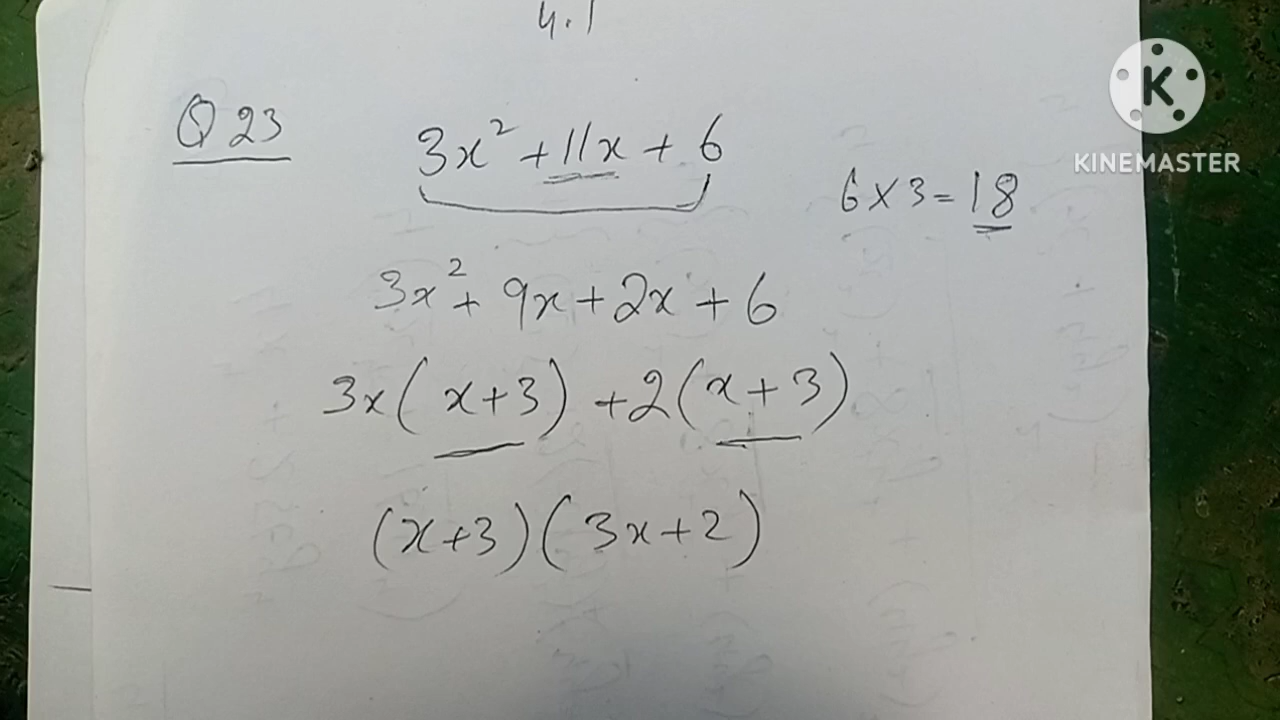 4.1
Q 23
3x² + 11x + 6
6 × 3 = 18
3x² + 9x + 2x + 6
3x ( x + 3 ) + 2 ( x + 3 )
( x + 3 ) ( 3x + 2 )
K
KINEMASTER